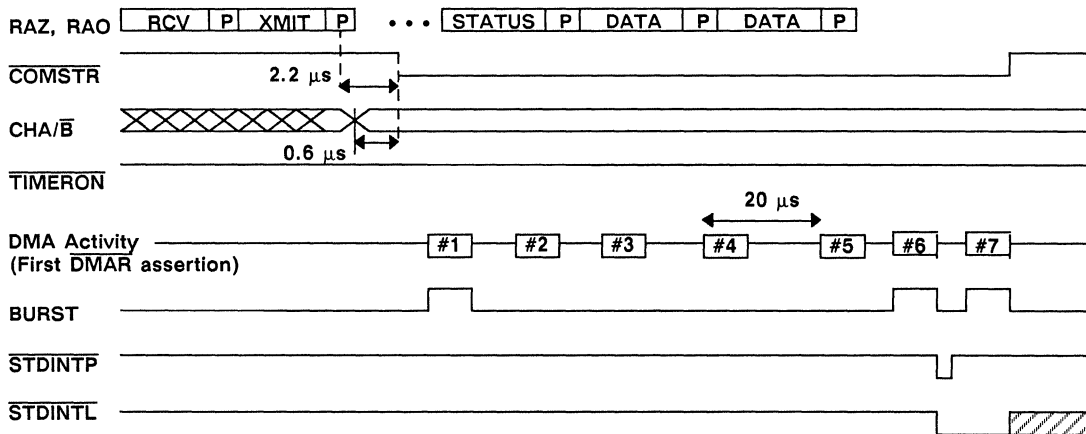 RAZ, RAO RCV P XMIT P • • • STATUS P DATA P DATA P
COMSTR 2.2 μs
CHA/B
0.6 μs
TIMERON
20 μs
DMA Activity #1 #2 #3 #4 #5 #6 #7
(First DMAR assertion)
BURST
STDINTP
STDINTL